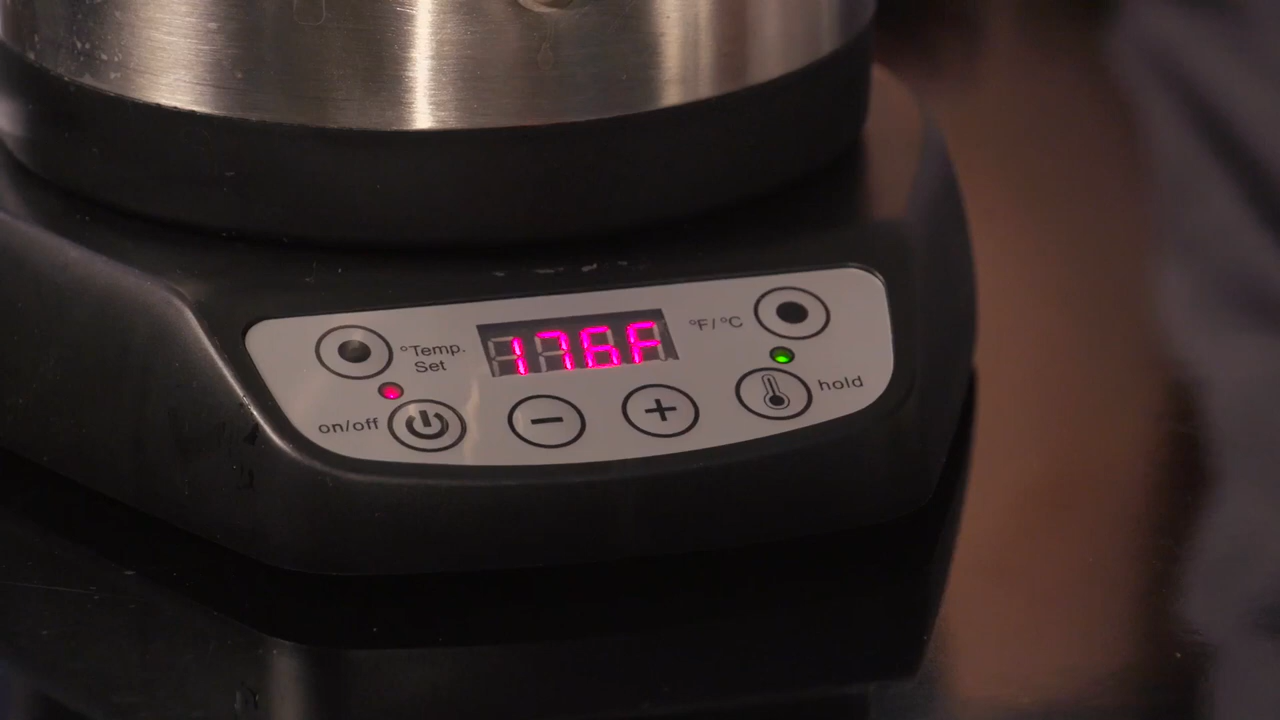 °Temp.
Set
176F
°F/°C
on/off
−
+
hold